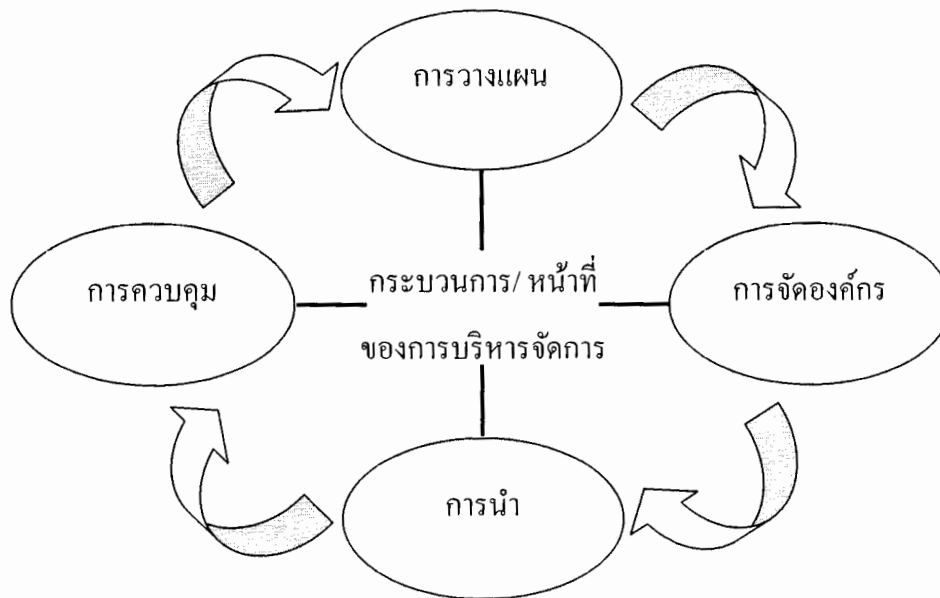 การวางแผน
การควบคุม
กระบวนการ/ หน้าที่
ของการบริหารจัดการ
การจัดองค์กร
การนำ